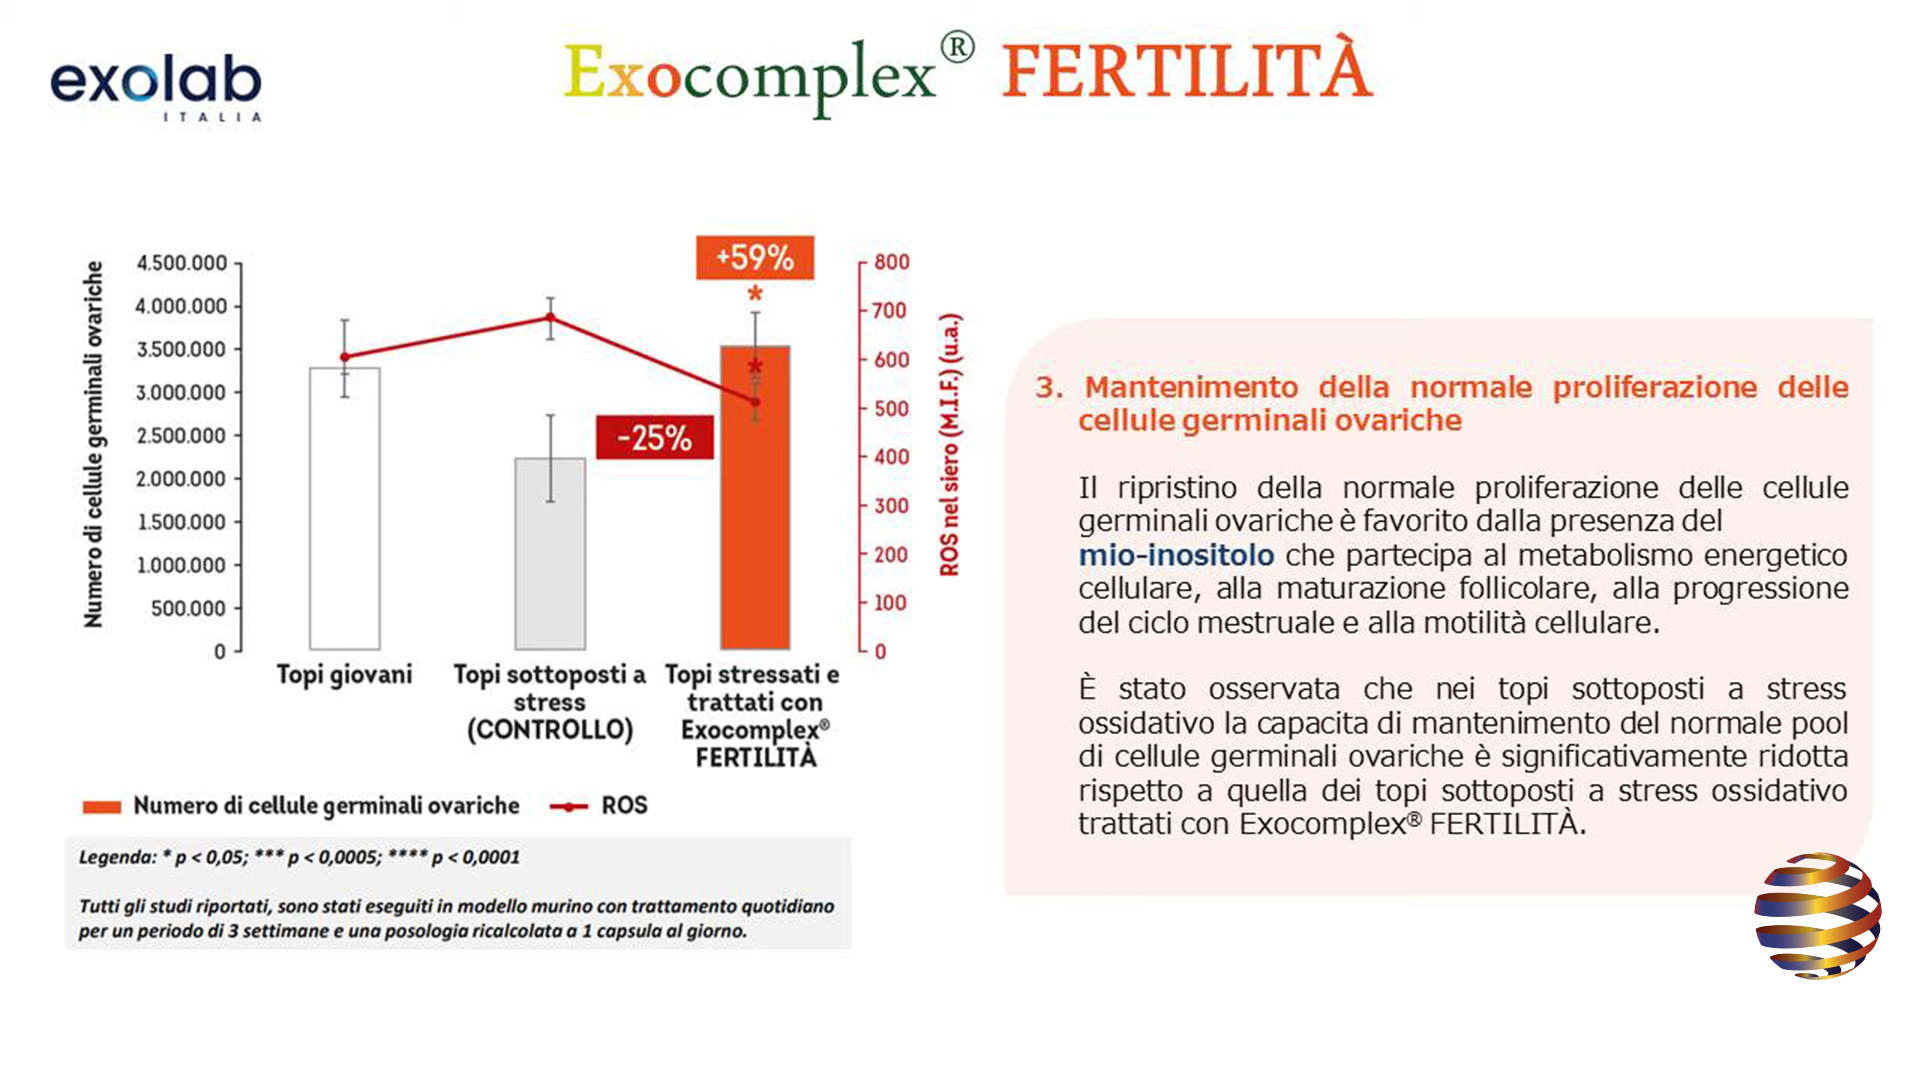 exolab
ITALIA
Exocomplex® FERTILITÀ
+59%
*
*
-25%
Numero di cellule germinali ovariche
4.500.000
4.000.000
3.500.000
3.000.000
2.500.000
2.000.000
1.500.000
1.000.000
500.000
0
800
700
600
500
400
300
200
100
0
ROS nel siero (M.I.F.) (u.a.)
Topi giovani
Topi sottoposti a
stress
(CONTROLLO)
Topi stressati e
trattati con
Exocomplex®
FERTILITÀ
Numero di cellule germinali ovariche
ROS
Legenda: * p < 0,05; *** p < 0,0005; **** p < 0,0001
Tutti gli studi riportati, sono stati eseguiti in modello murino con trattamento quotidiano
per un periodo di 3 settimane e una posologia ricalcolata a 1 capsula al giorno.
3. Mantenimento della normale proliferazione delle
cellule germinali ovariche
Il ripristino della normale proliferazione delle cellule
germinali ovariche è favorito dalla presenza del
mio-inositolo che partecipa al metabolismo energetico
cellulare, alla maturazione follicolare, alla progressione
del ciclo mestruale e alla motilità cellulare.
È stato osservata che nei topi sottoposti a stress
ossidativo la capacita di mantenimento del normale pool
di cellule germinali ovariche è significativamente ridotta
rispetto a quella dei topi sottoposti a stress ossidativo
trattati con Exocomplex® FERTILITÀ.